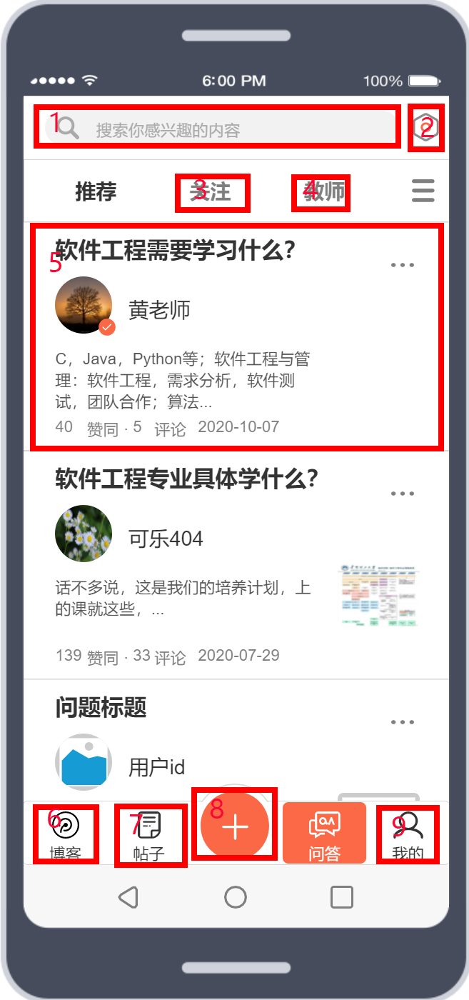 6:00 PM 100%
1 搜索你感兴趣的内容 2
推荐 3 关注 4 教师
软件工程需要学习什么?
5
黄老师
C，Java，Python等；软件工程与管
理：软件工程，需求分析，软件测
试，团队合作；算法...
40 赞同 · 5 评论 2020-10-07
软件工程专业具体学什么?
可乐404
话不多说，这是我们的培养计划，上
的课就这些，...
139 赞同 · 33 评论 2020-07-29
问题标题
用户id
6 7 8 9
博客 帖子 问答 我的